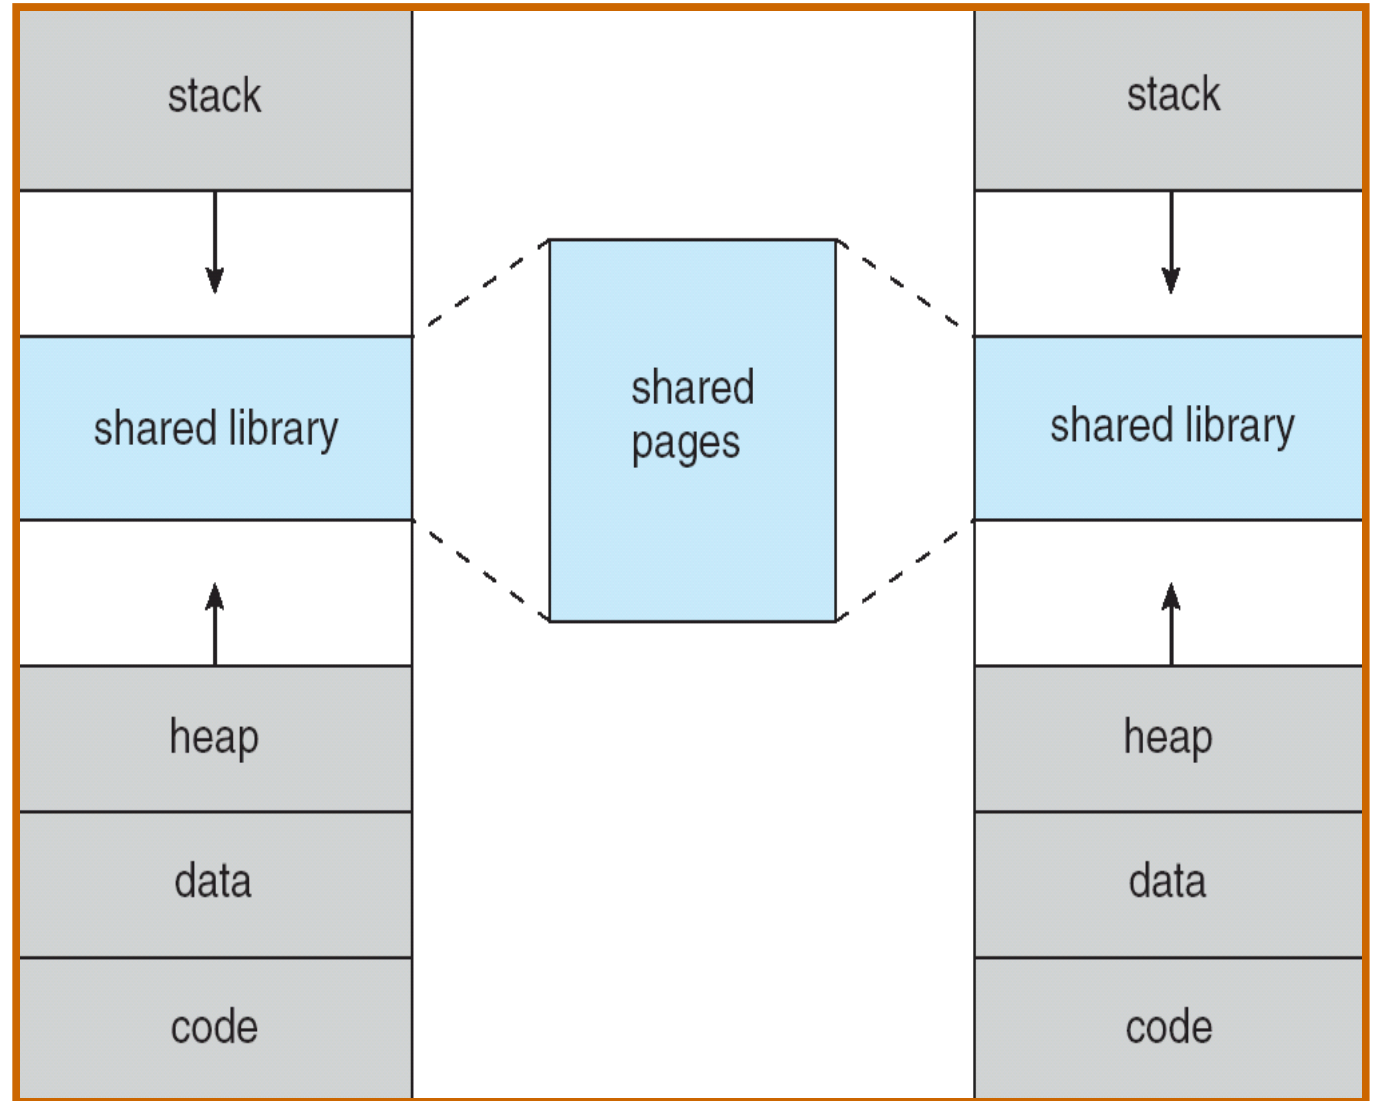 stack
shared library
heap
data
code
shared
pages
stack
shared library
heap
data
code